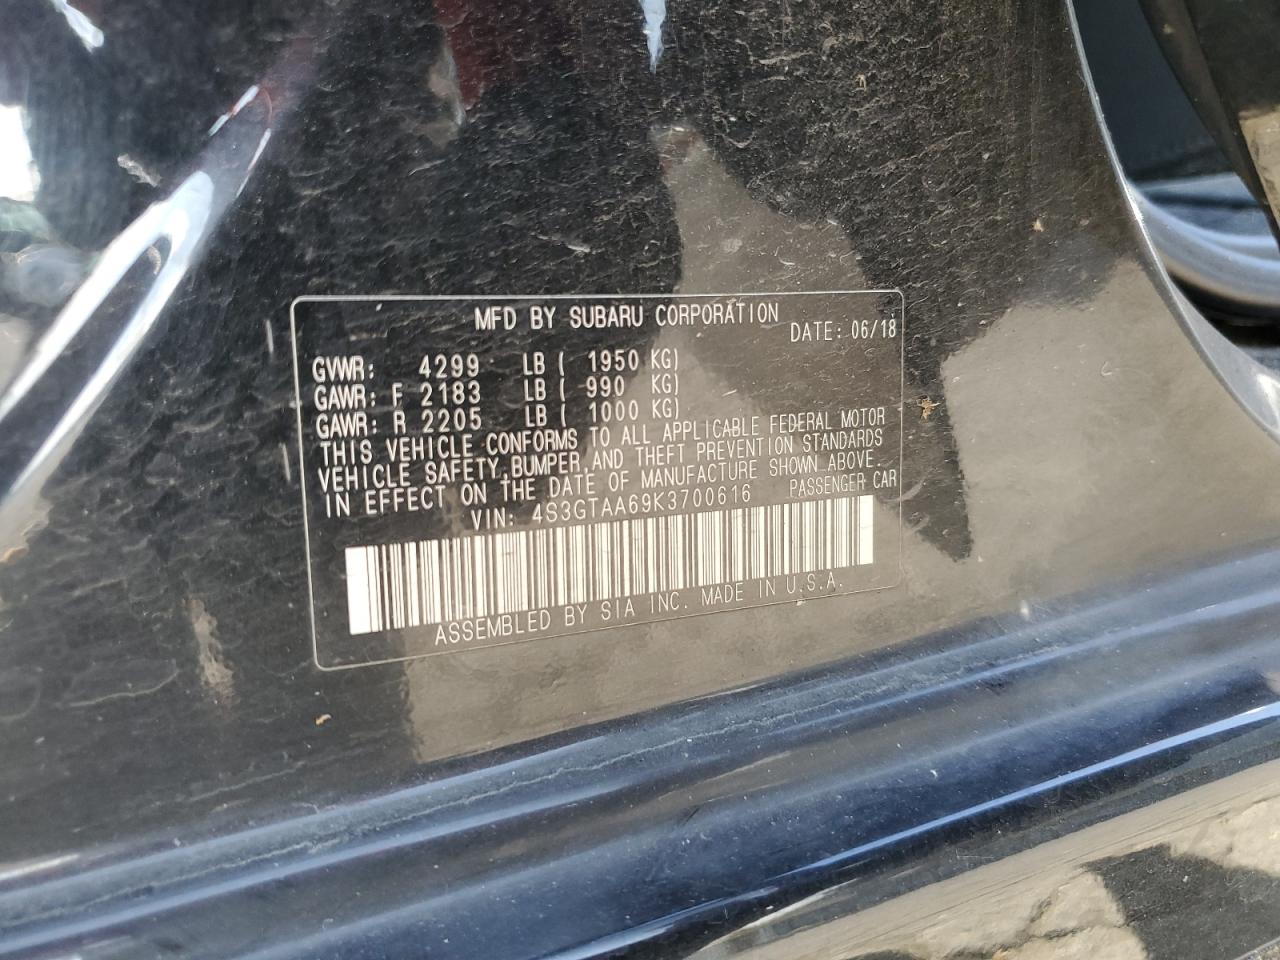 MFD BY SUBARU CORPORATION
DATE: 06/18
GVWR: 4299 LB ( 1950 KG)
GAWR: F 2183 LB ( 990 KG)
GAWR: R 2205 LB ( 1000 KG)
THIS VEHICLE CONFORMS TO ALL APPLICABLE FEDERAL MOTOR
VEHICLE SAFETY, BUMPER, AND THEFT PREVENTION STANDARDS
IN EFFECT ON THE DATE OF MANUFACTURE SHOWN ABOVE.
VIN: 4S3GTAA69K3700616 PASSENGER CAR
ASSEMBLED BY SIA INC. MADE IN U.S.A.